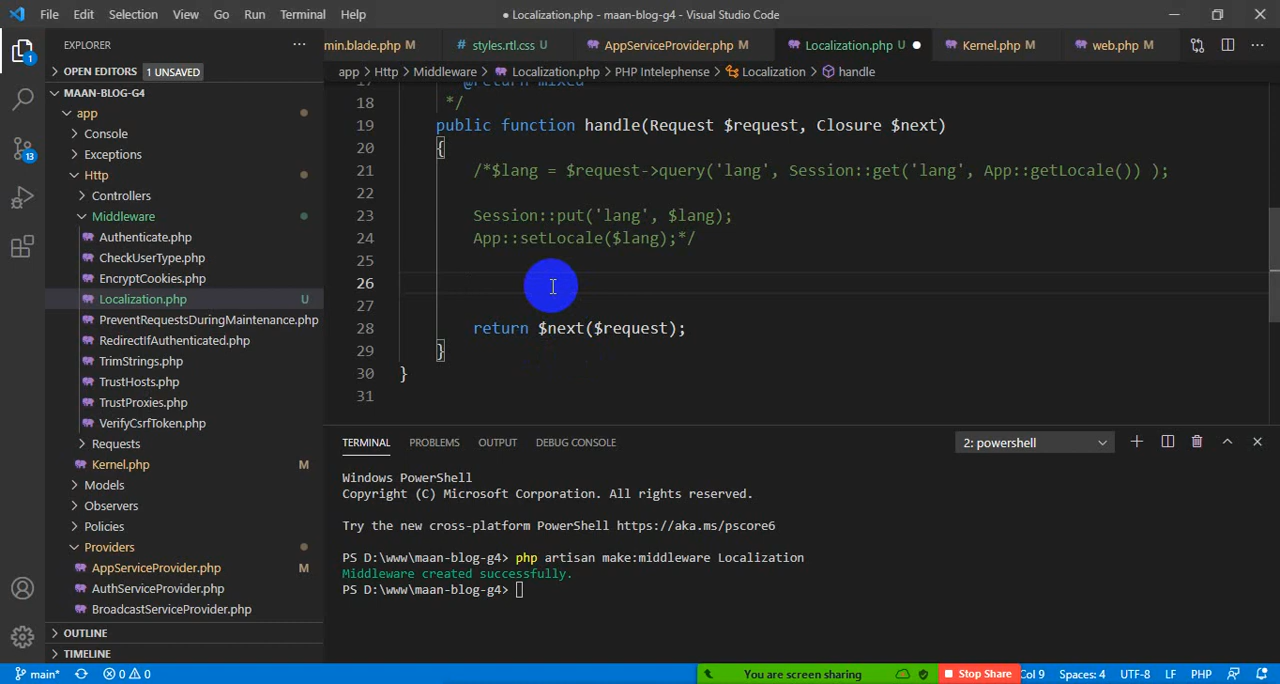 File Edit Selection View Go Run Terminal Help
● Localization.php - maan-blog-g4 - Visual Studio Code
EXPLORER
min.blade.php M
styles.rtl.css U
AppServiceProvider.php M
Localization.php U
Kernel.php M
web.php M
OPEN EDITORS 1 UNSAVED
app > Http > Middleware > Localization.php > PHP Intelephense > Localization > handle
MAAN-BLOG-G4
app
Console
Exceptions
Http
Controllers
Middleware
Authenticate.php
CheckUserType.php
EncryptCookies.php
Localization.php U
PreventRequestsDuringMaintenance.php
RedirectIfAuthenticated.php
TrimStrings.php
TrustHosts.php
TrustProxies.php
VerifyCsrfToken.php
Requests
Kernel.php M
Models
Observers
Policies
Providers
AppServiceProvider.php M
AuthServiceProvider.php
BroadcastServiceProvider.php
OUTLINE
TIMELINE
17 @return mixed
18 */
19 public function handle(Request $request, Closure $next)
20 {
21 /*$lang = $request->query('lang', Session::get('lang', App::getLocale()) );
22
23 Session::put('lang', $lang);
24 App::setLocale($lang);*/
25
26
27
28 return $next($request);
29 }
30 }
31
TERMINAL PROBLEMS OUTPUT DEBUG CONSOLE
2: powershell
Windows PowerShell
Copyright (C) Microsoft Corporation. All rights reserved.
Try the new cross-platform PowerShell https://aka.ms/pscore6
PS D:\www\maan-blog-g4> php artisan make:middleware Localization
Middleware created successfully.
PS D:\www\maan-blog-g4>
1
13
main* 0 0
You are screen sharing
Stop Share
Col 9 Spaces: 4 UTF-8 LF PHP